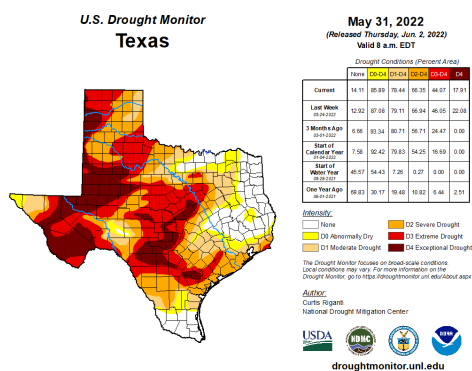 U.S. Drought Monitor
Texas
May 31, 2022
(Released Thursday, Jun. 2, 2022)
Valid 8 a.m. EDT
Drought Conditions (Percent Area)
None D0-D4 D1-D4 D2-D4 D3-D4 D4
Current 14.11 85.89 78.44 66.35 44.07 17.91
Last Week 12.92 87.08 79.11 66.94 46.05 22.08
05-24-2022
3 Months Ago 6.66 93.34 80.71 56.71 24.47 0.00
03-01-2022
Start of
Calendar Year 7.58 92.42 79.83 54.25 16.69 0.00
01-04-2022
Start of
Water Year 45.57 54.43 7.26 0.27 0.00 0.00
09-28-2021
One Year Ago 69.83 30.17 19.48 10.82 6.44 2.51
06-01-2021
Intensity:
None
D0 Abnormally Dry
D1 Moderate Drought
D2 Severe Drought
D3 Extreme Drought
D4 Exceptional Drought
The Drought Monitor focuses on broad-scale conditions.
Local conditions may vary. For more information on the
Drought Monitor, go to https://droughtmonitor.unl.edu/About.aspx
Author:
Curtis Riganti
National Drought Mitigation Center
USDA
NDMC
NOAA
droughtmonitor.unl.edu